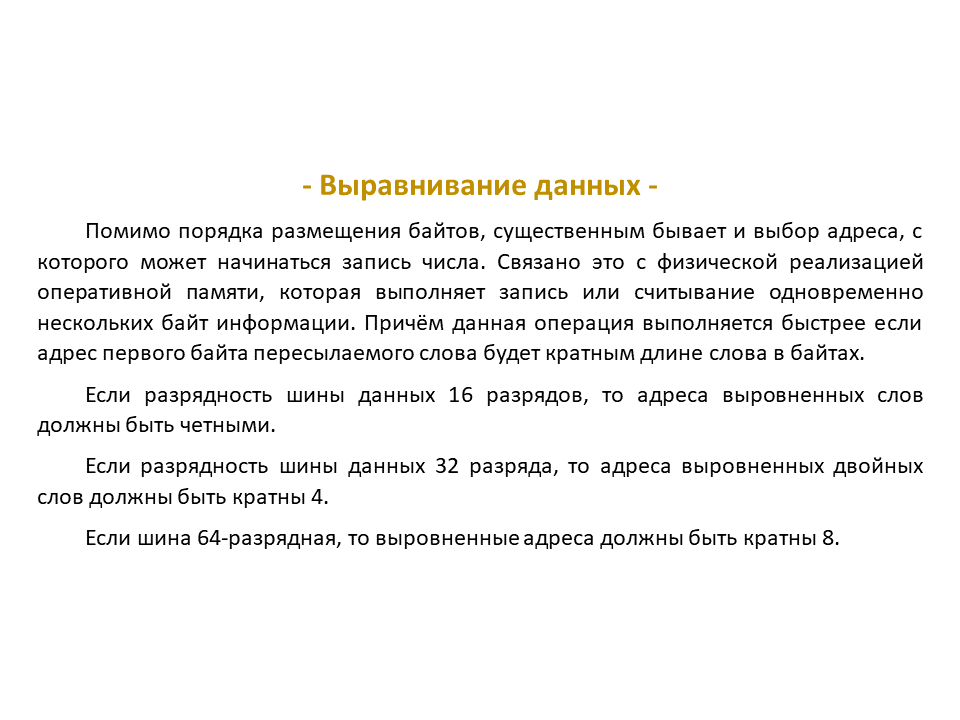 - Выравнивание данных -
Помимо порядка размещения байтов, существенным бывает и выбор адреса, с
которого может начинаться запись числа. Связано это с физической реализацией
оперативной памяти, которая выполняет запись или считывание одновременно
нескольких байт информации. Причём данная операция выполняется быстрее если
адрес первого байта пересылаемого слова будет кратным длине слова в байтах.
Если разрядность шины данных 16 разрядов, то адреса выровненных слов
должны быть четными.
Если разрядность шины данных 32 разряда, то адреса выровненных двойных
слов должны быть кратны 4.
Если шина 64-разрядная, то выровненные адреса должны быть кратны 8.